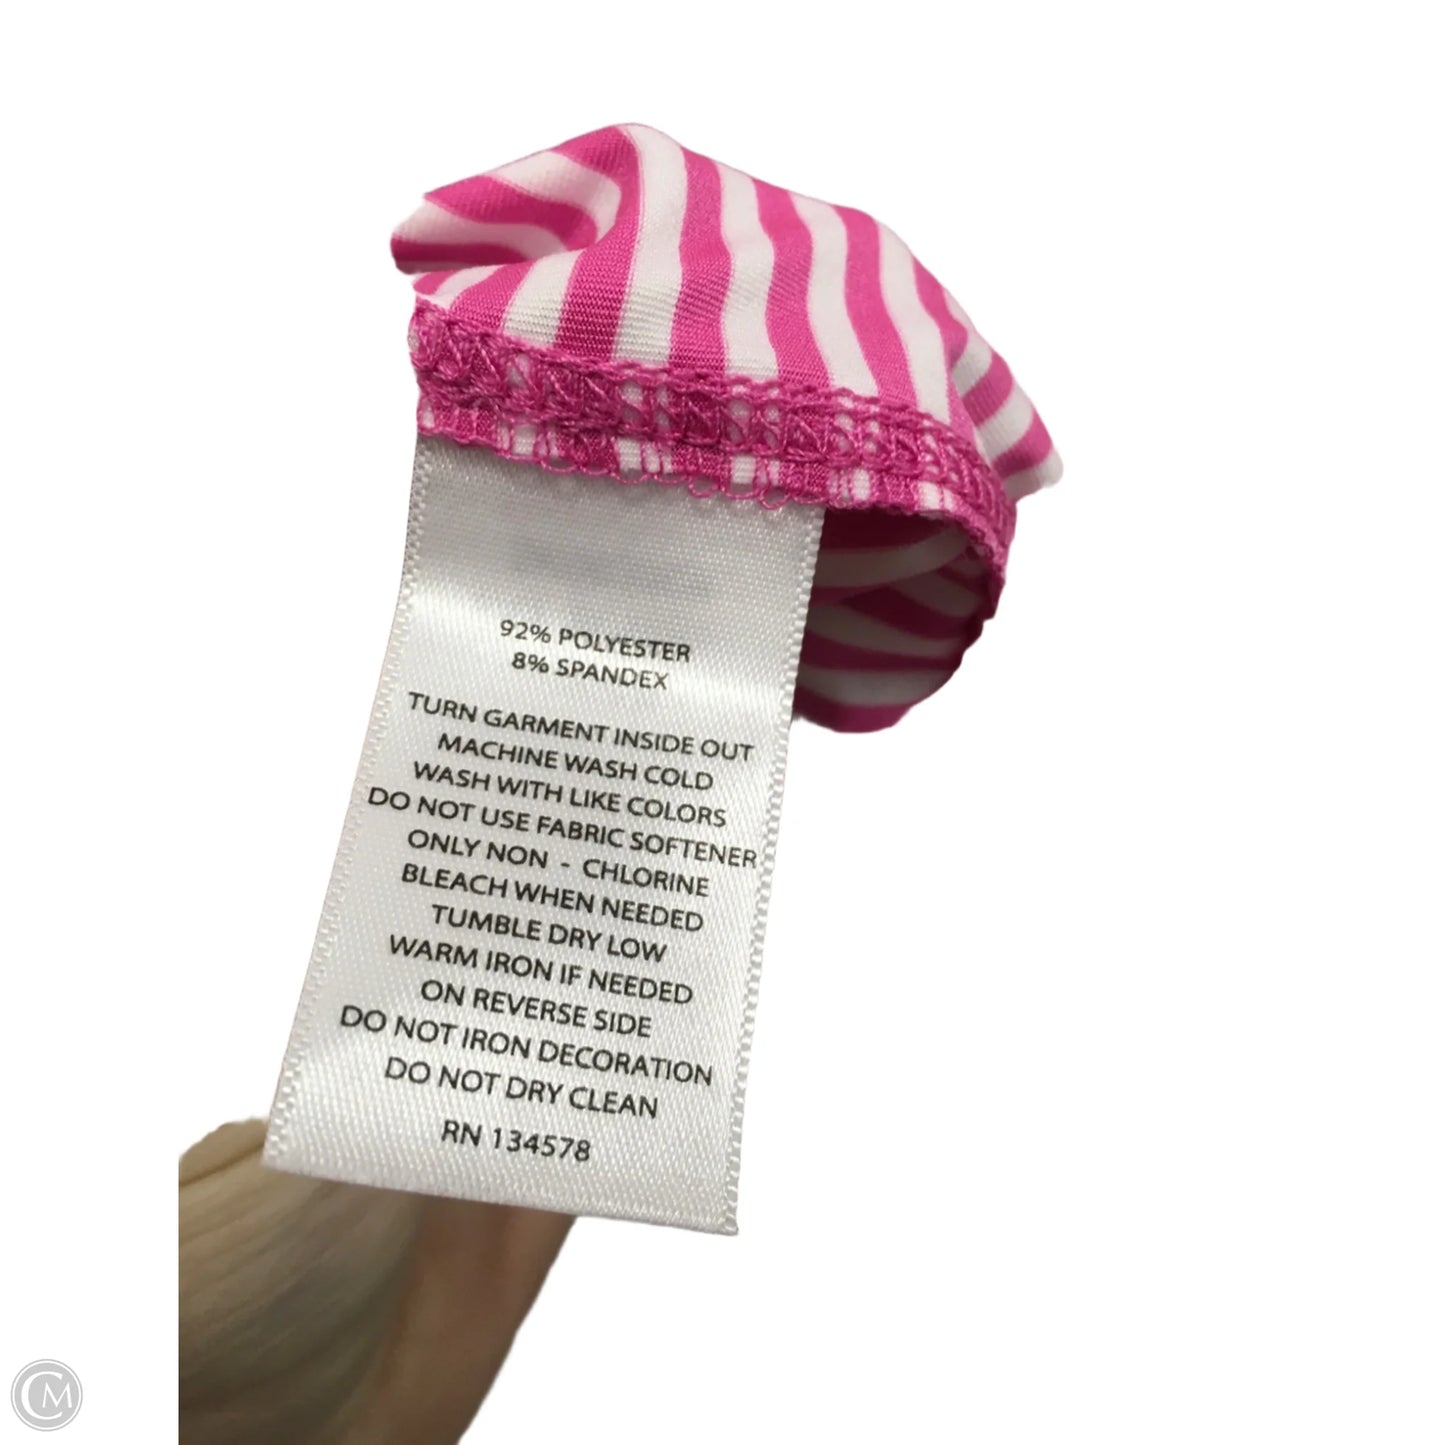 92% POLYESTER
8% SPANDEX
TURN GARMENT INSIDE OUT
MACHINE WASH COLD
WASH WITH LIKE COLORS
DO NOT USE FABRIC SOFTENER
ONLY NON - CHLORINE
BLEACH WHEN NEEDED
TUMBLE DRY LOW
WARM IRON IF NEEDED
ON REVERSE SIDE
DO NOT IRON DECORATION
DO NOT DRY CLEAN
RN 134578
CM